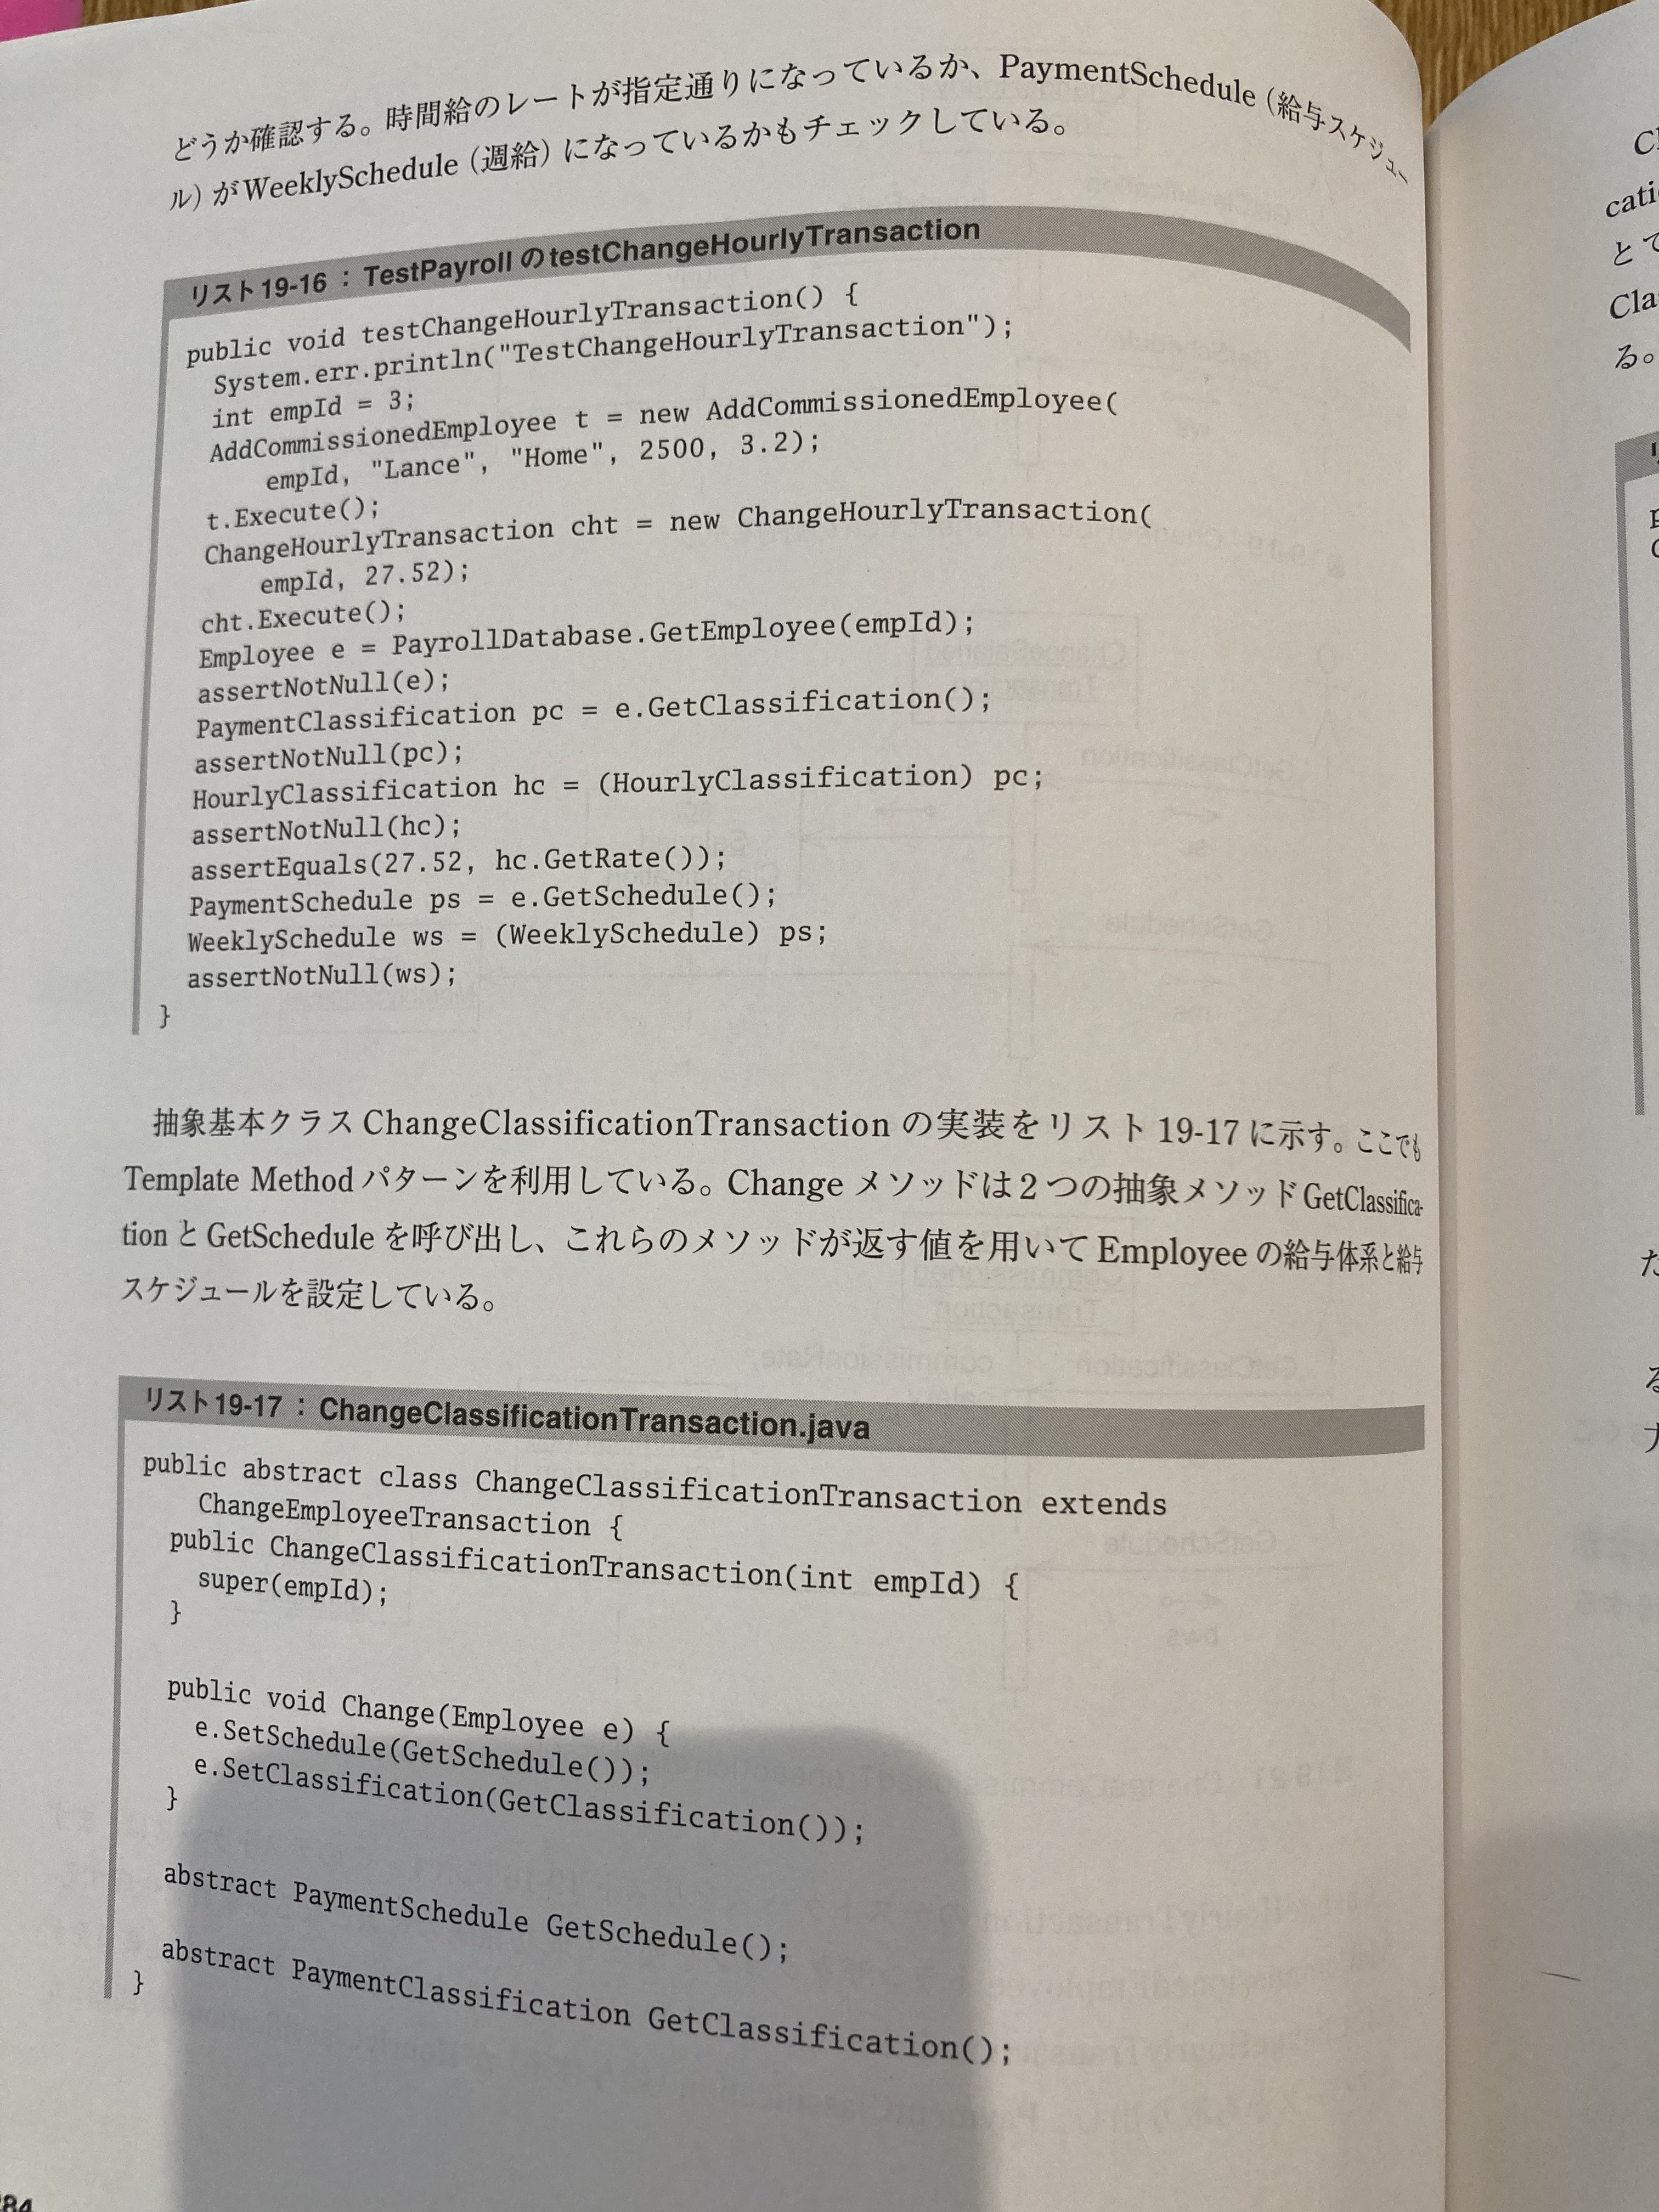 どうか確認する。時間給のレートが指定通りになっているか、PaymentSchedule（給与スケジュー
ル）がWeeklySchedule（週給）になっているかもチェックしている。
リスト19-16：TestPayrollのtestChangeHourlyTransaction
public void testChangeHourlyTransaction() {
System.err.println("TestChangeHourlyTransaction");
int empId = 3;
AddCommissionedEmployee t = new AddCommissionedEmployee(
empId, "Lance", "Home", 2500, 3.2);
t.Execute();
ChangeHourlyTransaction cht = new ChangeHourlyTransaction(
empId, 27.52);
cht.Execute();
Employee e = PayrollDatabase.GetEmployee(empId);
assertNotNull(e);
PaymentClassification pc = e.GetClassification();
assertNotNull(pc);
HourlyClassification hc = (HourlyClassification) pc;
assertNotNull(hc);
assertEquals(27.52, hc.GetRate());
PaymentSchedule ps = e.GetSchedule();
WeeklySchedule ws = (WeeklySchedule) ps;
assertNotNull(ws);
}
抽象基本クラスChangeClassificationTransactionの実装をリスト19-17に示す。ここでも
Template Methodパターンを利用している。Changeメソッドは2つの抽象メソッドGetClassifica-
tionとGetScheduleを呼び出し、これらのメソッドが返す値を用いてEmployeeの給与体系と給与
スケジュールを設定している。
リスト19-17：ChangeClassificationTransaction.java
public abstract class ChangeClassificationTransaction extends
ChangeEmployeeTransaction {
public ChangeClassificationTransaction(int empId) {
super(empId);
}
public void Change(Employee e) {
e.SetSchedule(GetSchedule());
e.SetClassification(GetClassification());
}
abstract PaymentSchedule GetSchedule();
abstract PaymentClassification GetClassification();
}